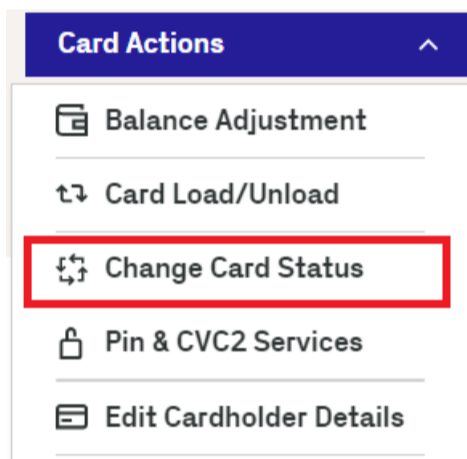 Card Actions
Balance Adjustment
Card Load/Unload
Change Card Status
Pin & CVC2 Services
Edit Cardholder Details